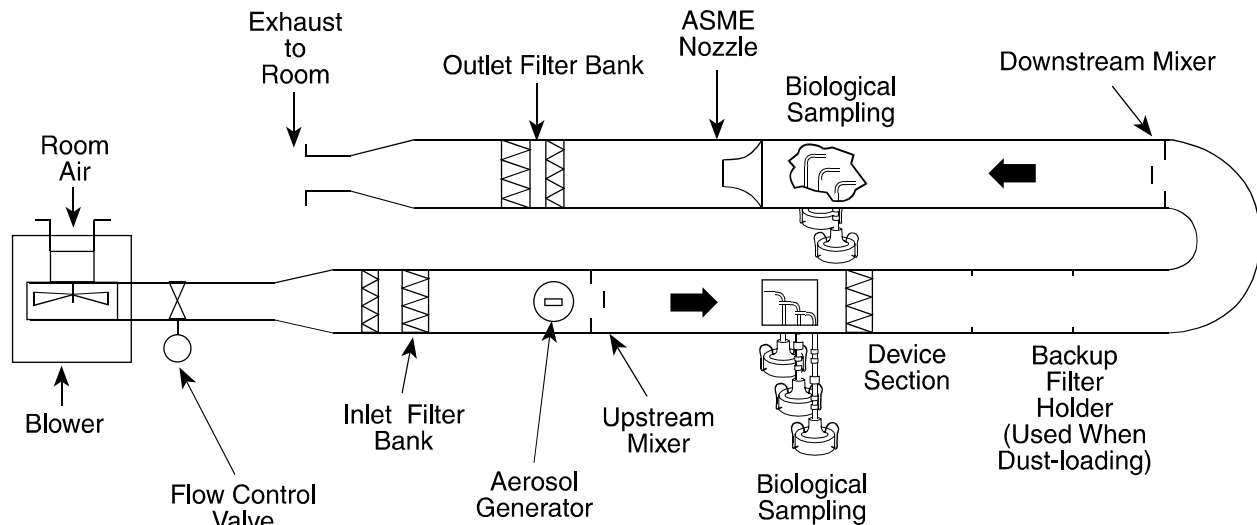 Exhaust
to
Room
ASME
Nozzle
Outlet Filter Bank
Biological
Sampling
Downstream Mixer
Room
Air
Blower
Flow Control
Valve
Inlet Filter
Bank
Aerosol
Generator
Upstream
Mixer
Biological
Sampling
Device
Section
Backup
Filter
Holder
(Used When
Dust-loading)